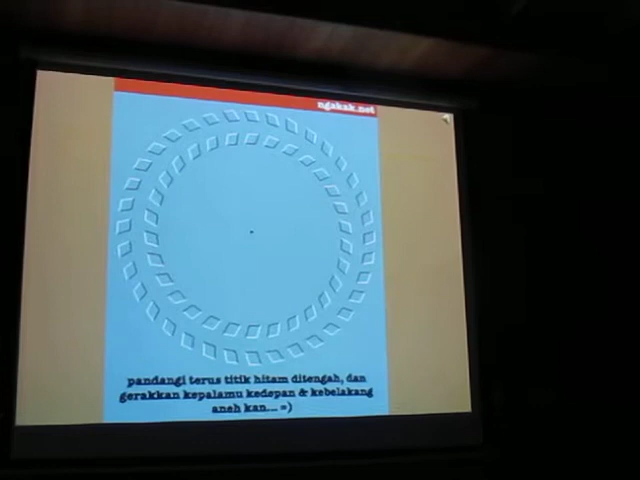 ngakak.net
pandangi terus titik hitam ditengah, dan
gerakkan kepalamu kedepan & kebelakang
aneh kan... =)